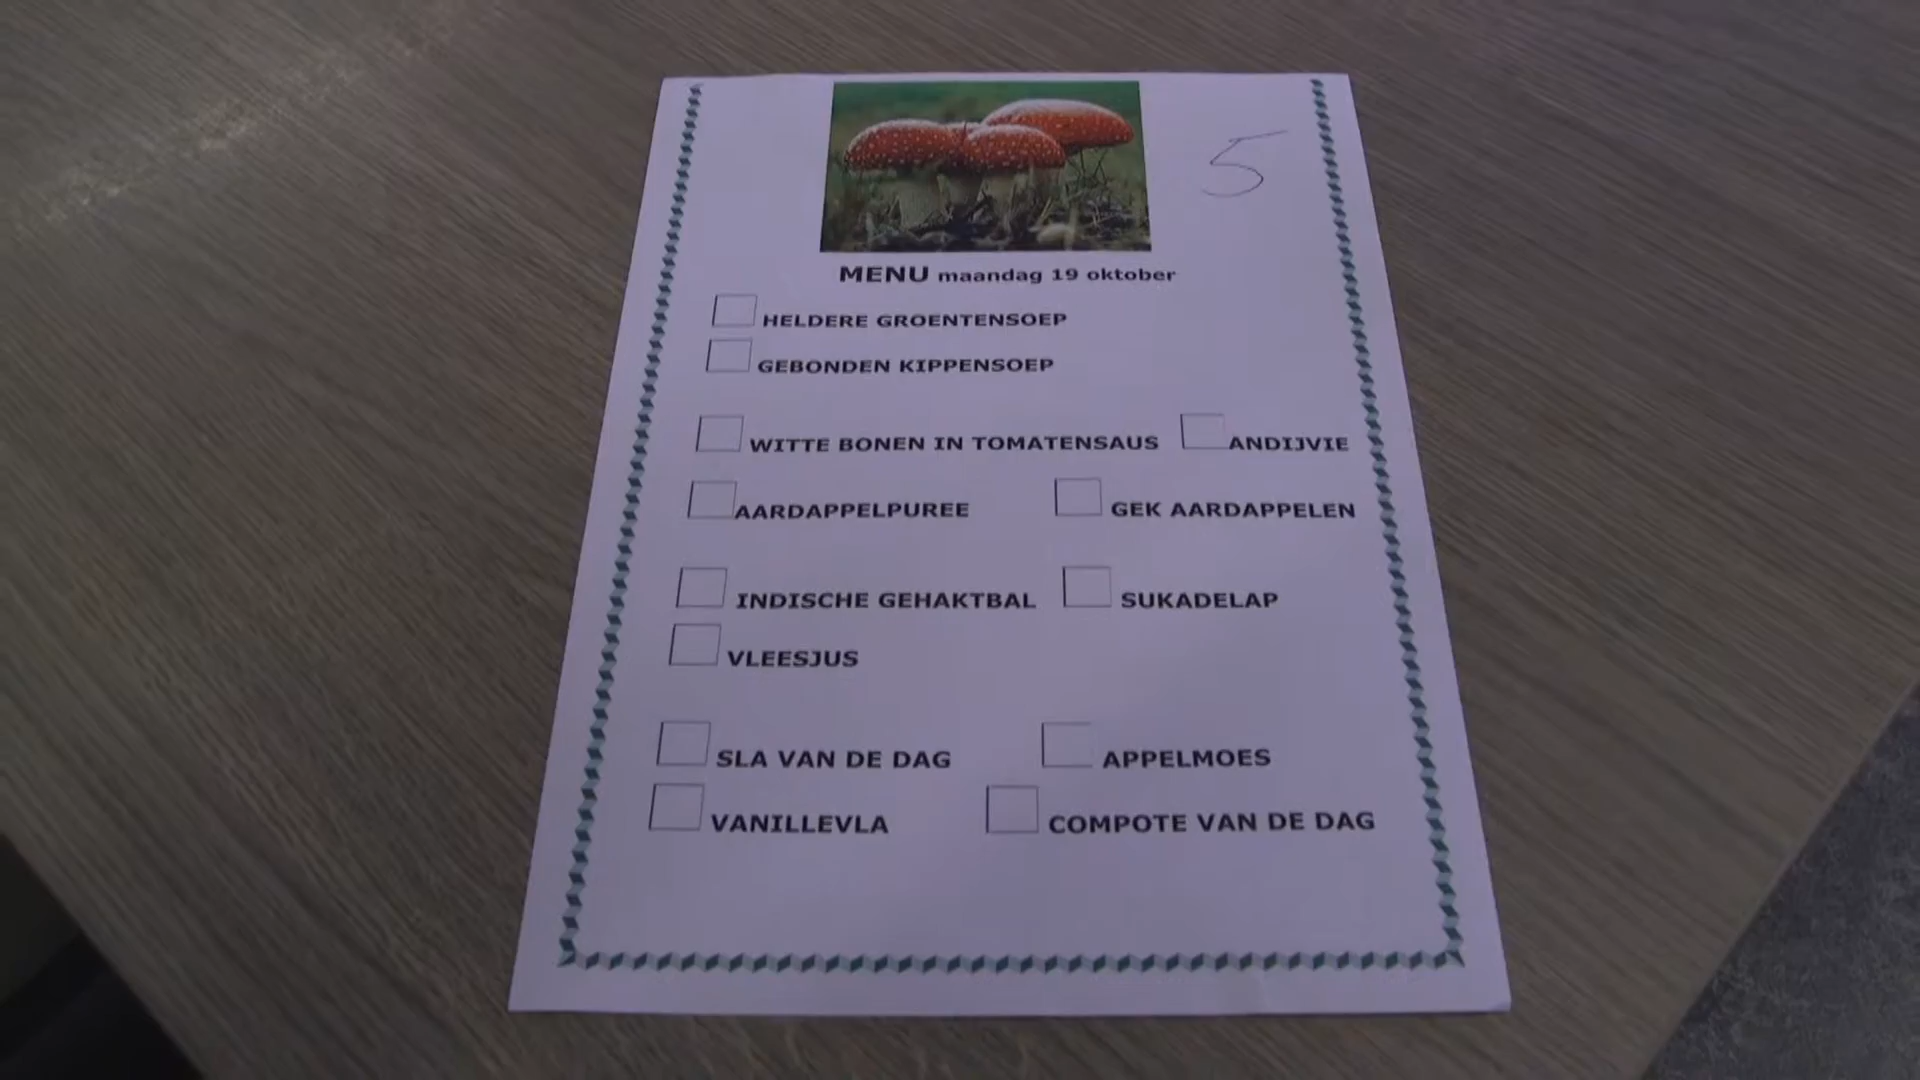 5
MENU maandag 19 oktober
HELDERE GROENTENSOEP
GEBONDEN KIPPENSOEP
WITTE BONEN IN TOMATENSAUS ANDIJVIE
AARDAPPELPUREE GEK AARDAPPELEN
INDISCHE GEHAKTBAL SUKADELAP
VLEESJUS
SLA VAN DE DAG APPELMOES
VANILLEVLA COMPOTE VAN DE DAG